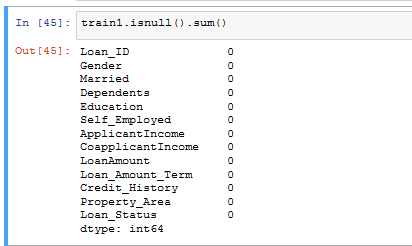 In [45]: train1.isnull().sum()
Out[45]: Loan_ID 0
Gender 0
Married 0
Dependents 0
Education 0
Self_Employed 0
ApplicantIncome 0
CoapplicantIncome 0
LoanAmount 0
Loan_Amount_Term 0
Credit_History 0
Property_Area 0
Loan_Status 0
dtype: int64